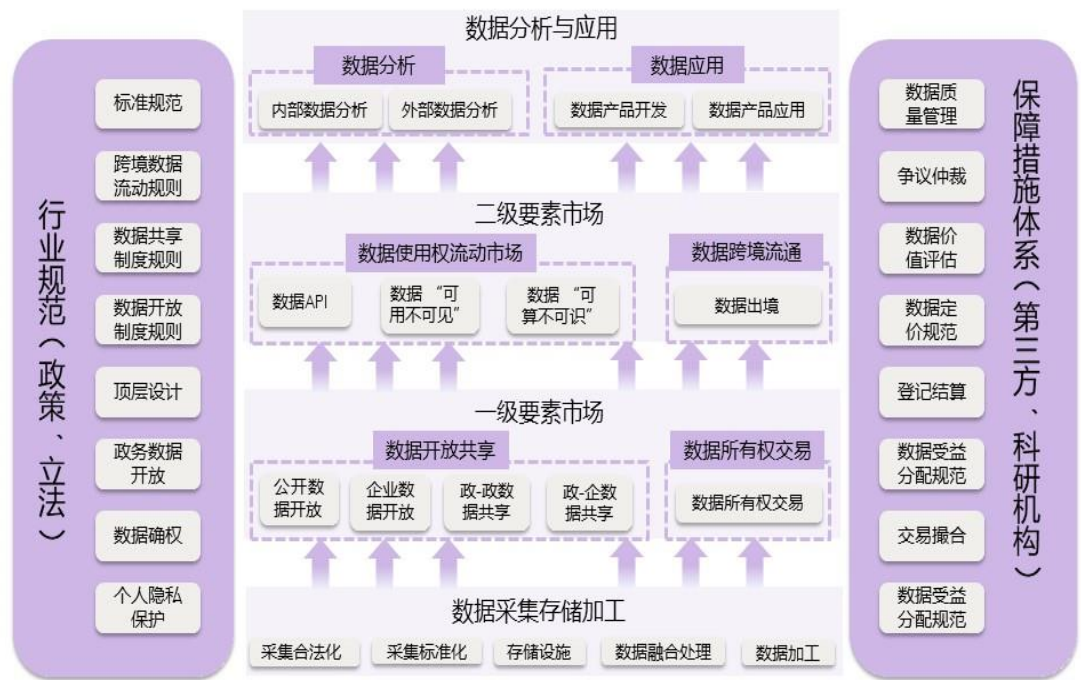 行业规范（政策、立法）
标准规范
跨境数据
流动规则
数据共享
制度规则
数据开放
制度规则
顶层设计
政务数据
开放
数据确权
个人隐私
保护
数据分析与应用
数据分析
内部数据分析
外部数据分析
数据应用
数据产品开发
数据产品应用
二级要素市场
数据使用权流动市场
数据API
数据 “可
用不可见”
数据 “可
算不可识”
数据跨境流通
数据出境
一级要素市场
数据开放共享
公开数
据开放
企业数
据开放
政-政数
据共享
政-企数
据共享
数据所有权交易
数据所有权交易
数据采集存储加工
采集合法化
采集标准化
存储设施
数据融合处理
数据加工
数据质
量管理
争议仲裁
数据价
值评估
数据定
价规范
登记结算
数据受益
分配规范
交易撮合
数据受益
分配规范
保障措施体系（第三方、科研机构）